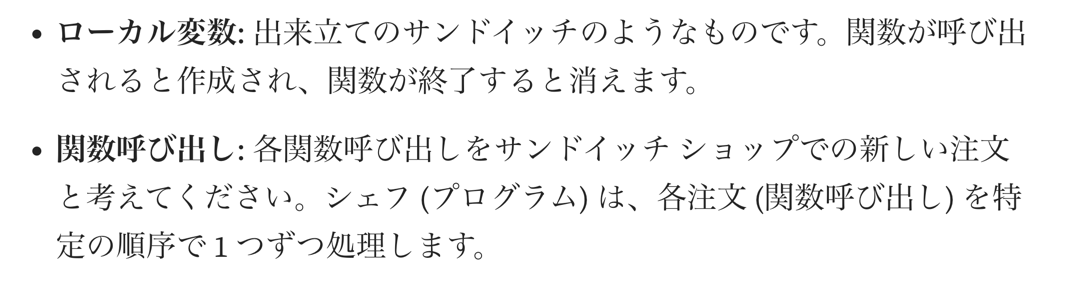 • ローカル変数: 出来立てのサンドイッチのようなものです。関数が呼び出
されると作成され、関数が終了すると消えます。
• 関数呼び出し: 各関数呼び出しをサンドイッチ ショップでの新しい注文
と考えてください。シェフ (プログラム) は、各注文 (関数呼び出し) を特
定の順序で 1 つずつ処理します。